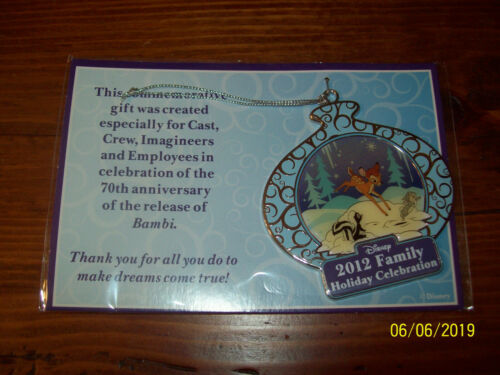 This commemorative
gift was created
especially for Cast,
Crew, Imagineers
and Employees in
celebration of the
70th anniversary
of the release of
Bambi.
Thank you for all you do to
make dreams come true!
Disney
2012 Family
Holiday Celebration
© Disney
06/06/2019